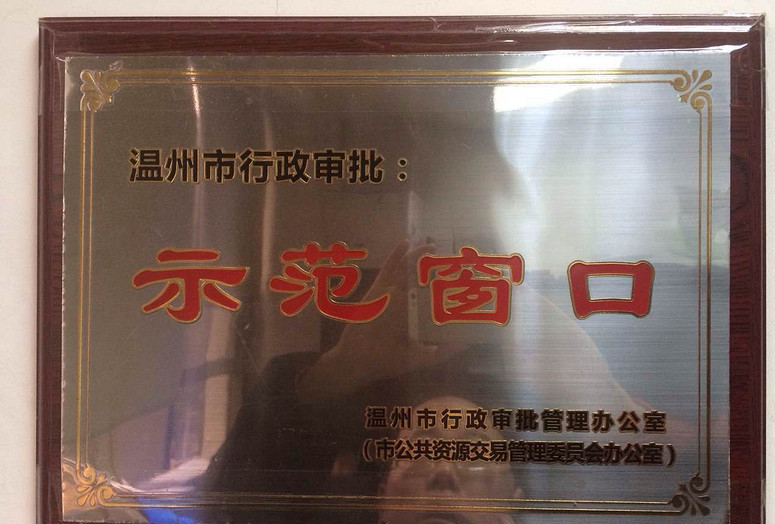 温州市行政审批：
示范窗口
温州市行政审批管理办公室
（市公共资源交易管理委员会办公室）